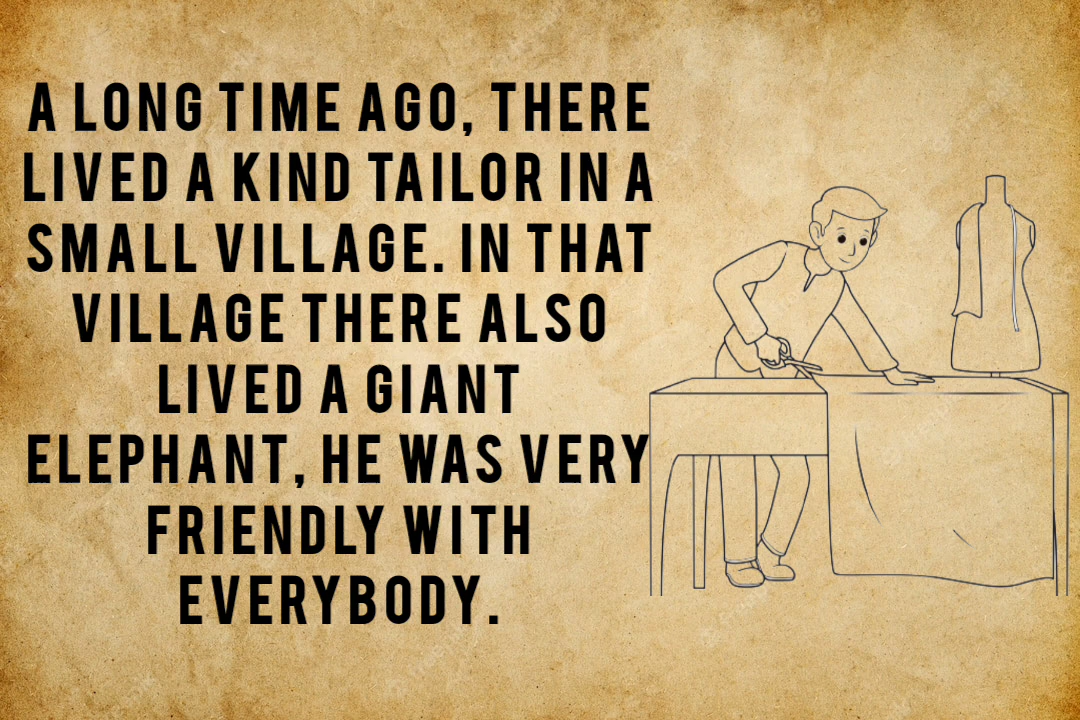 A LONG TIME AGO, THERE
LIVED A KIND TAILOR IN A
SMALL VILLAGE. IN THAT
VILLAGE THERE ALSO
LIVED A GIANT
ELEPHANT, HE WAS VERY
FRIENDLY WITH
EVERYBODY.